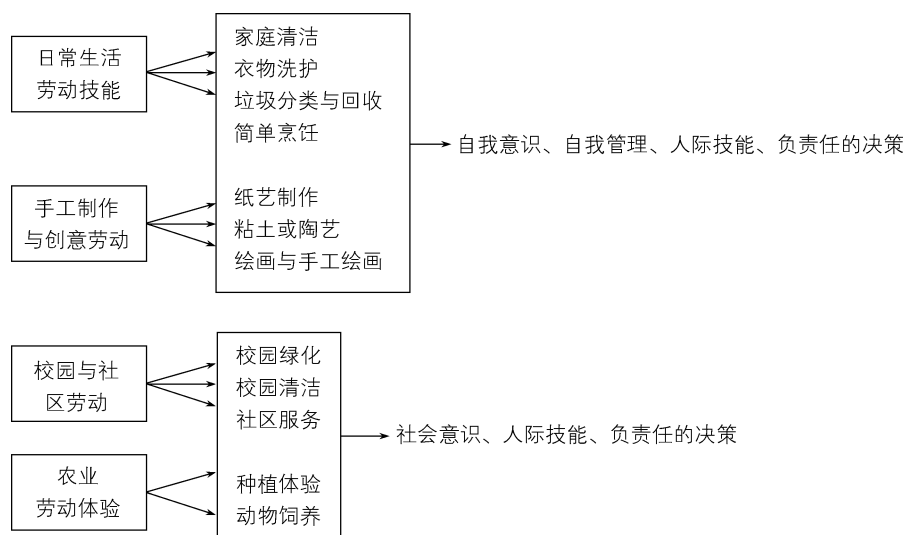 日常生活
劳动技能
家庭清洁
衣物洗护
垃圾分类与回收
简单烹饪
手工制作
与创意劳动
纸艺制作
粘土或陶艺
绘画与手工绘画
自我意识、自我管理、人际技能、负责任的决策
校园与社
区劳动
校园绿化
校园清洁
社区服务
农业
劳动体验
种植体验
动物饲养
社会意识、人际技能、负责任的决策